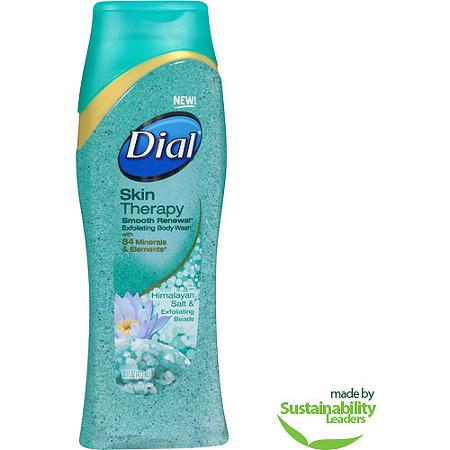 NEW!
Dial
Skin
Therapy
Smooth Renewal*
Exfoliating Body Wash
with
84 Minerals
& Elements*
Himalayan
Salt &
Exfoliating
Beads
made by
Sustainability
Leaders